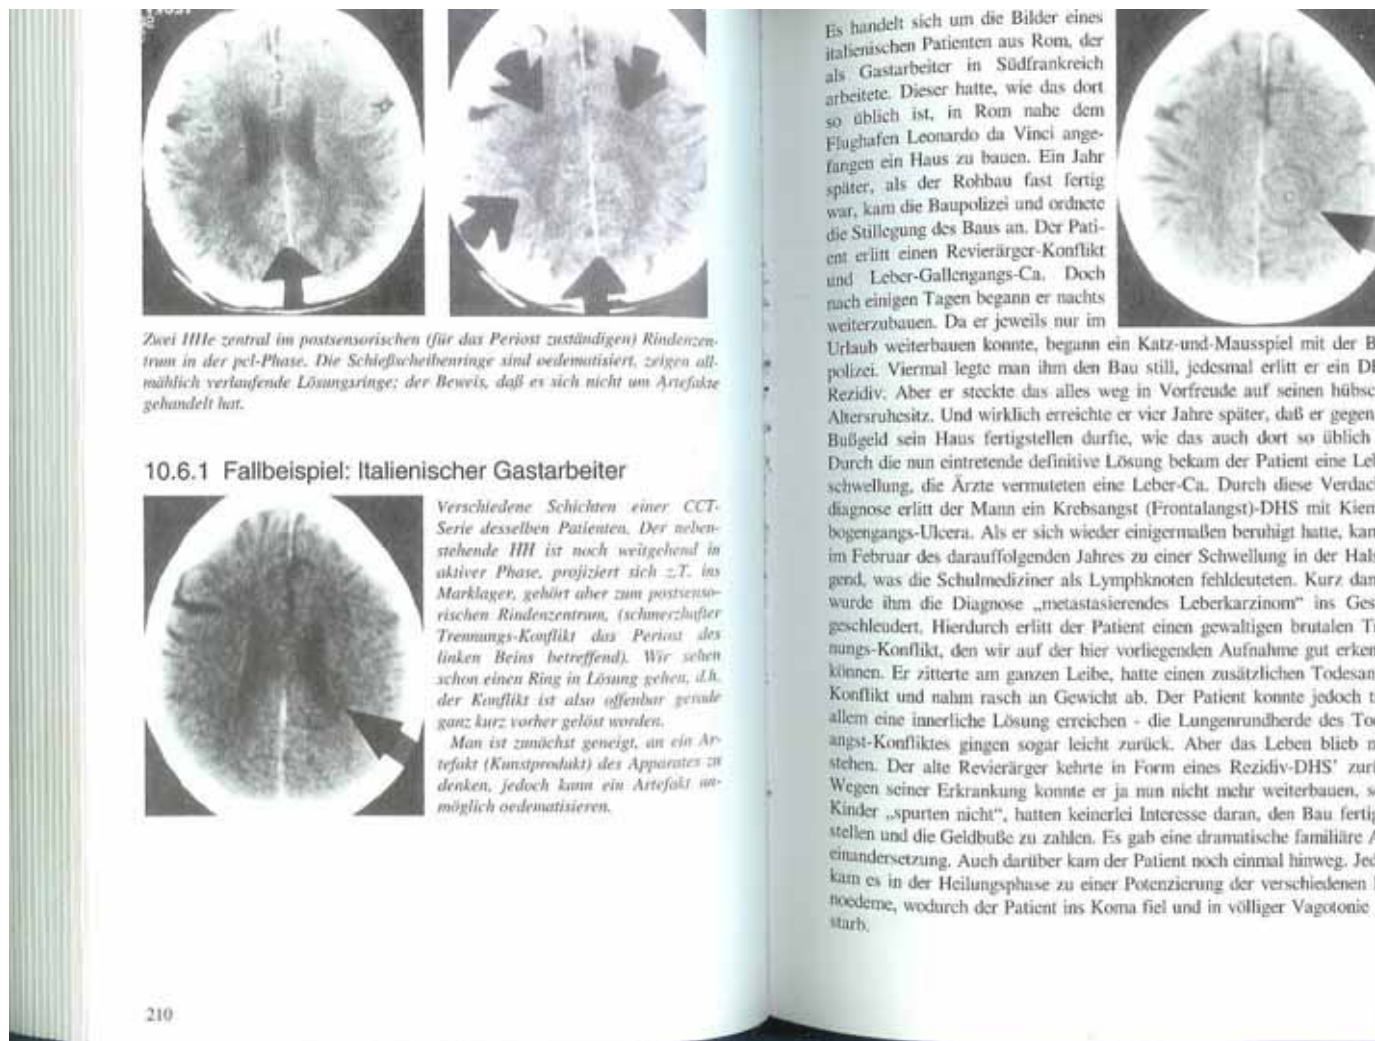 Zwei HHe zentral im postsensorischen (für das Periost zuständigen) Rindenzen-
trum in der pcl-Phase. Die Schießscheibenringe sind oedematisiert, zeigen all-
mählich verlaufende Lösungsringe; der Beweis, daß es sich nicht um Artefakte
gehandelt hat.
10.6.1 Fallbeispiel: Italienischer Gastarbeiter
Verschiedene Schichten einer CCT-
Serie desselben Patienten. Der neben-
stehende HH ist noch weitgehend in
aktiver Phase, projiziert sich z.T. ins
Marklager, gehört aber zum postsenso-
rischen Rindenzentrum, (schmerzhafter
Trennungs-Konflikt das Periost des
linken Beins betreffend). Wir sehen
schon einen Ring in Lösung gehen, d.h.
der Konflikt ist also offenbar gerade
ganz kurz vorher gelöst worden.
Man ist zunächst geneigt, an ein Ar-
tefakt (Kunstprodukt) des Apparates zu
denken, jedoch kann ein Artefakt un-
möglich oedematisieren.
210
Es handelt sich um die Bilder eines
italienischen Patienten aus Rom, der
als Gastarbeiter in Südfrankreich
arbeitete. Dieser hatte, wie das dort
so üblich ist, in Rom nahe dem
Flughafen Leonardo da Vinci ange-
fangen ein Haus zu bauen. Ein Jahr
später, als der Rohbau fast fertig
war, kam die Baupolizei und ordnete
die Stillegung des Baus an. Der Pati-
ent erlitt einen Revierärger-Konflikt
und Leber-Gallengangs-Ca. Doch
nach einigen Tagen begann er nachts
weiterzubauen. Da er jeweils nur im
Urlaub weiterbauen konnte, begann ein Katz-und-Mausspiel mit der B
polizei. Viermal legte man ihm den Bau still, jedesmal erlitt er ein DH
Rezidiv. Aber er steckte das alles weg in Vorfreude auf seinen hübsc
Altersruhesitz. Und wirklich erreichte er vier Jahre später, daß er gegen
Bußgeld sein Haus fertigstellen durfte, wie das auch dort so üblich
Durch die nun eintretende definitive Lösung bekam der Patient eine Leb
schwellung, die Ärzte vermuteten eine Leber-Ca. Durch diese Verdac
diagnose erlitt der Mann ein Krebsangst (Frontalangst)-DHS mit Kiem
bogengangs-Ulcera. Als er sich wieder einigermaßen beruhigt hatte, kam
im Februar des darauffolgenden Jahres zu einer Schwellung in der Hals
gend, was die Schulmediziner als Lymphknoten fehldeuteten. Kurz dan
wurde ihm die Diagnose „metastasierendes Leberkarzinom“ ins Ges
geschleudert. Hierdurch erlitt der Patient einen gewaltigen brutalen Tr
nungs-Konflikt, den wir auf der hier vorliegenden Aufnahme gut erken
können. Er zitterte am ganzen Leibe, hatte einen zusätzlichen Todesan
Konflikt und nahm rasch an Gewicht ab. Der Patient konnte jedoch t
allem eine innerliche Lösung erreichen - die Lungenrundherde des Tod
angst-Konfliktes gingen sogar leicht zurück. Aber das Leben blieb n
stehen. Der alte Revierärger kehrte in Form eines Rezidiv-DHS' zurü
Wegen seiner Erkrankung konnte er ja nun nicht mehr weiterbauen, s
Kinder „spurten nicht“, hatten keinerlei Interesse daran, den Bau fertig
stellen und die Geldbuße zu zahlen. Es gab eine dramatische familiäre A
einandersetzung. Auch darüber kam der Patient noch einmal hinweg. Jed
kam es in der Heilungsphase zu einer Potenzierung der verschiedenen
noedeme, wodurch der Patient ins Koma fiel und in völliger Vagotonie
starb.